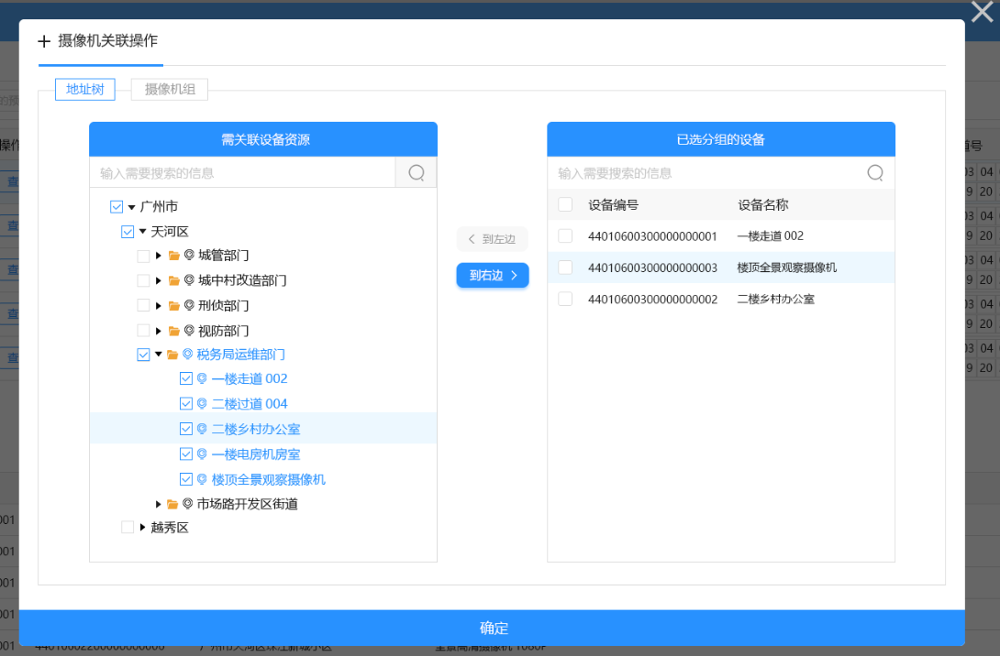 摄像机关联操作
地址树
摄像机组
需关联设备资源
输入需要搜索的信息
广州市
天河区
城管部门
城中村改造部门
刑侦部门
视防部门
税务局运维部门
一楼走道 002
二楼过道 004
二楼乡村办公室
一楼电房机房室
楼顶全景观察摄像机
市场路开发区街道
越秀区
到左边
到右边
已选分组的设备
输入需要搜索的信息
设备编号 设备名称
44010600300000000001 一楼走道 002
44010600300000000003 楼顶全景观察摄像机
44010600300000000002 二楼乡村办公室
确定